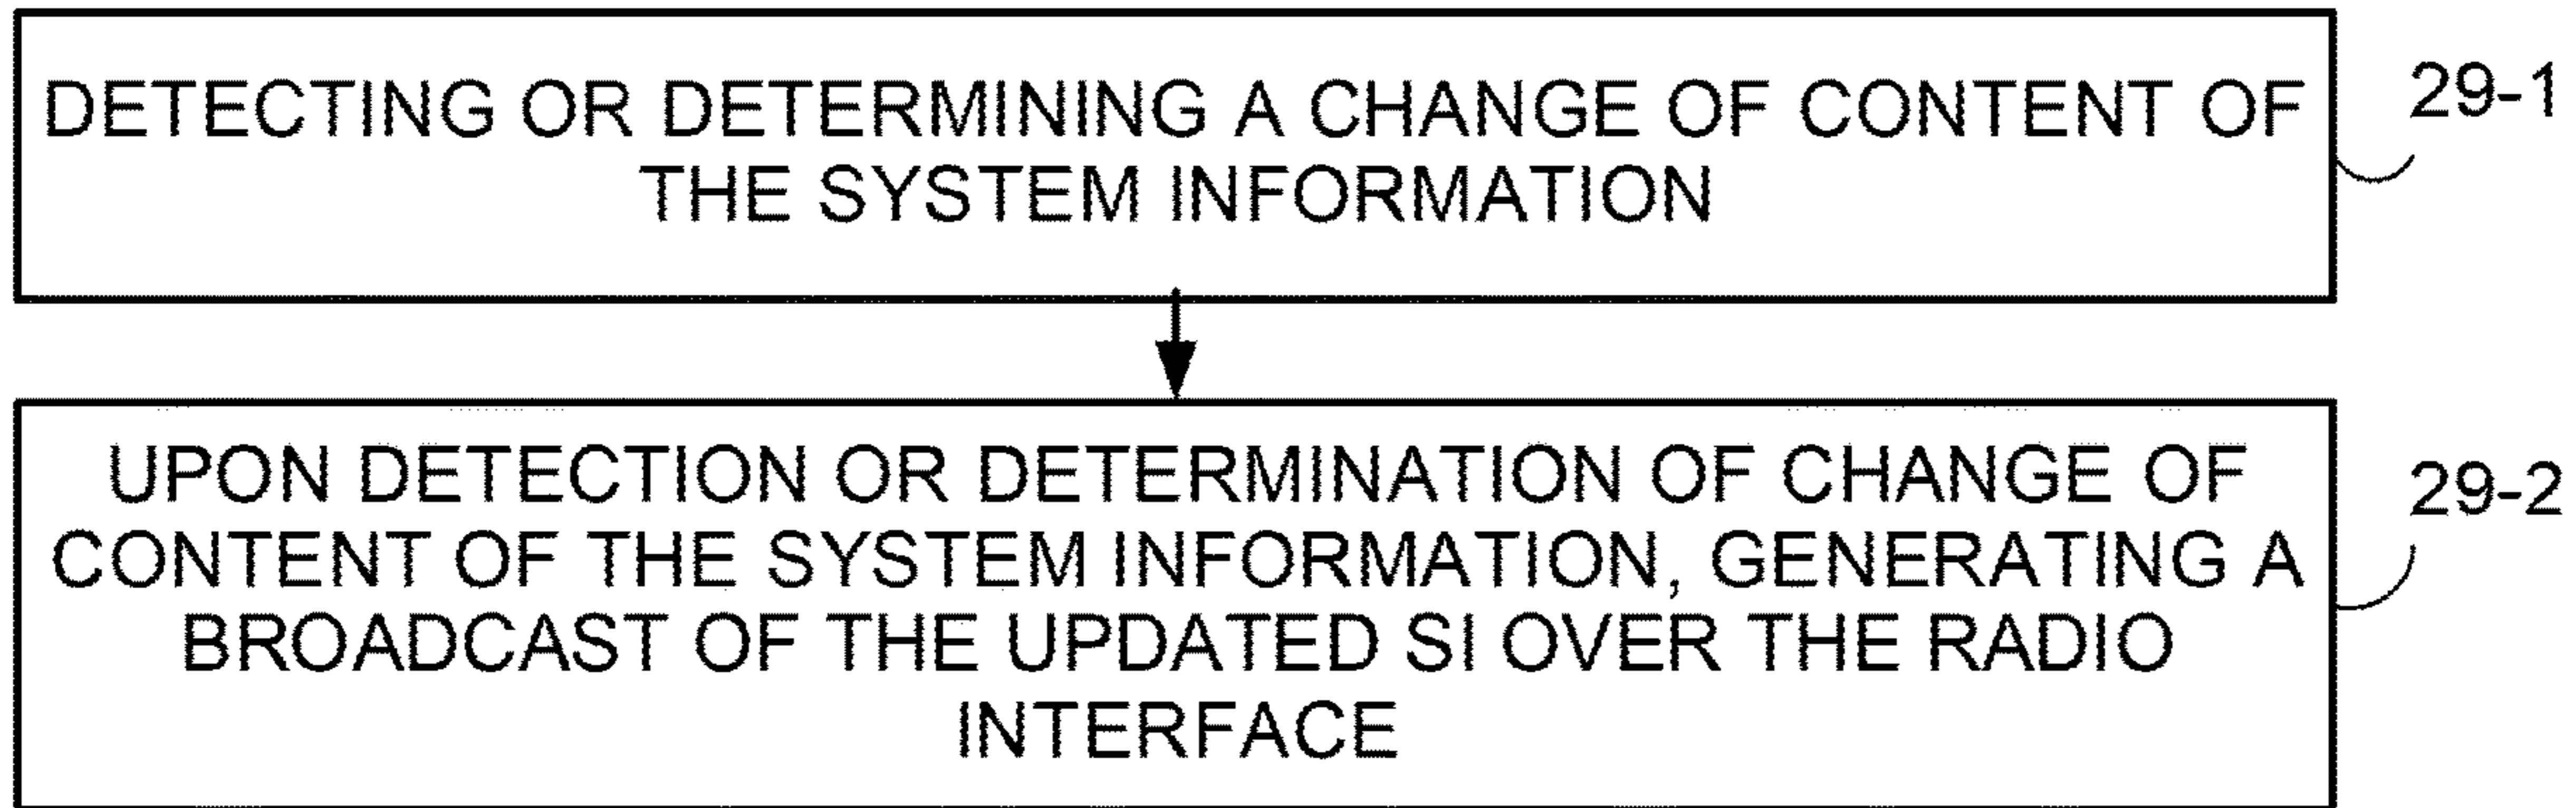 DETECTING OR DETERMINING A CHANGE OF CONTENT OF
THE SYSTEM INFORMATION
29-1
UPON DETECTION OR DETERMINATION OF CHANGE OF
CONTENT OF THE SYSTEM INFORMATION, GENERATING A
BROADCAST OF THE UPDATED SI OVER THE RADIO
INTERFACE
29-2